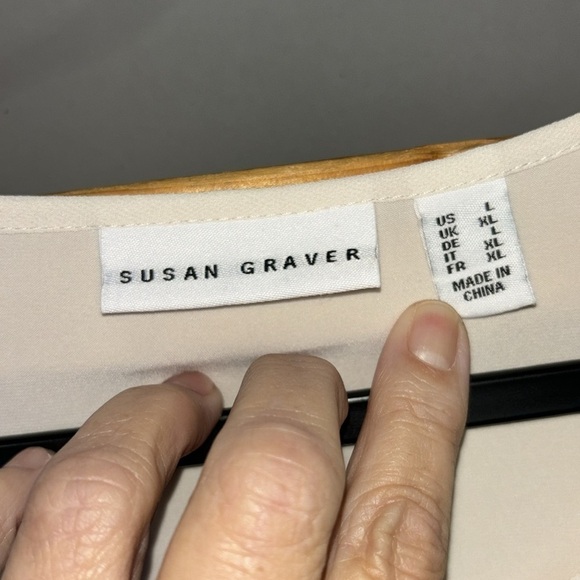 SUSAN GRAVER
US L
UK XL
DE L
IT XL
FR XL
MADE IN
CHINA